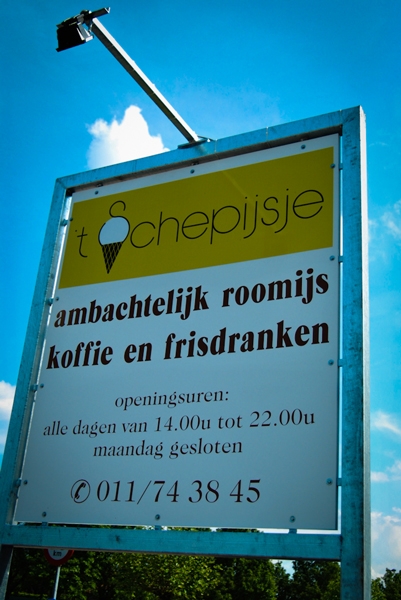 't Schepijsje
ambachtelijk roomijs
koffie en frisdranken
openingsuren:
alle dagen van 14.00u tot 22.00u
maandag gesloten
✆ 011/74 38 45
km